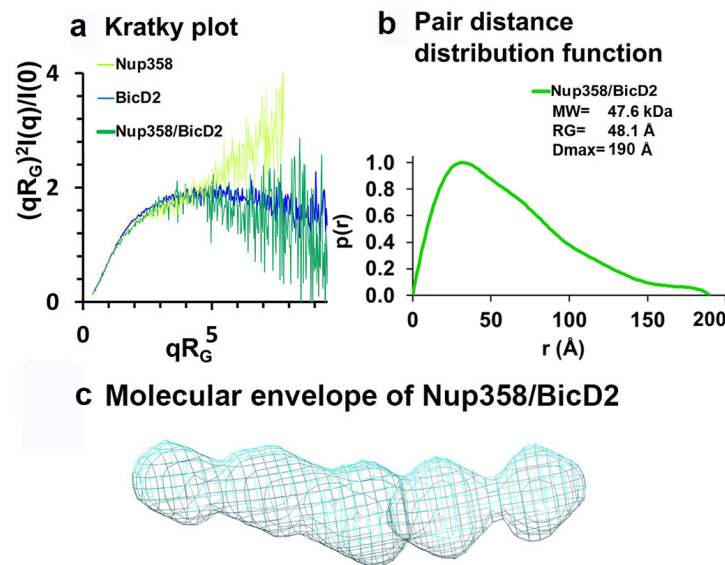 a Kratky plot
Nup358
BicD2
Nup358/BicD2
(qRG)2I(q)/I(0)
4
2
0
0
5
qRG
b Pair distance
distribution function
Nup358/BicD2
MW= 47.6 kDa
RG= 48.1 Å
Dmax= 190 Å
p(r)
1.0
0.8
0.6
0.4
0.2
0.0
0 50 100 150 200
r (Å)
c Molecular envelope of Nup358/BicD2